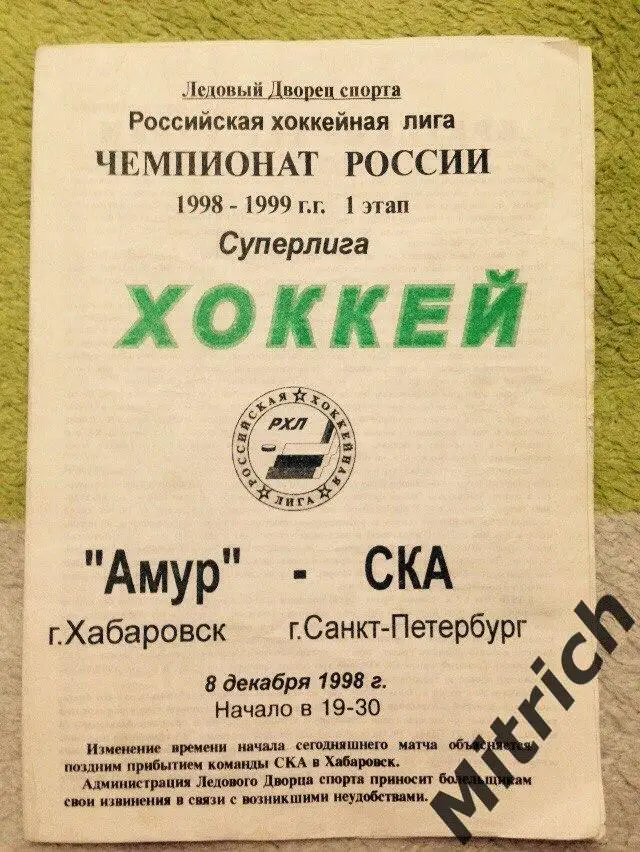 Ледовый Дворец спорта
Российская хоккейная лига
ЧЕМПИОНАТ РОССИИ
1998 - 1999 г.г. 1 этап
Суперлига
ХОККЕЙ
РОССИЙСКАЯ ХОККЕЙНАЯ
РХЛ
ЛИГА
"Амур" - СКА
г.Хабаровск г.Санкт-Петербург
8 декабря 1998 г.
Начало в 19-30
Изменение времени начала сегодняшнего матча объясняется
поздним прибытием команды СКА в Хабаровск.
Администрация Ледового Дворца спорта приносит болельщикам
свои извинения в связи с возникшими неудобствами.
Mitrich